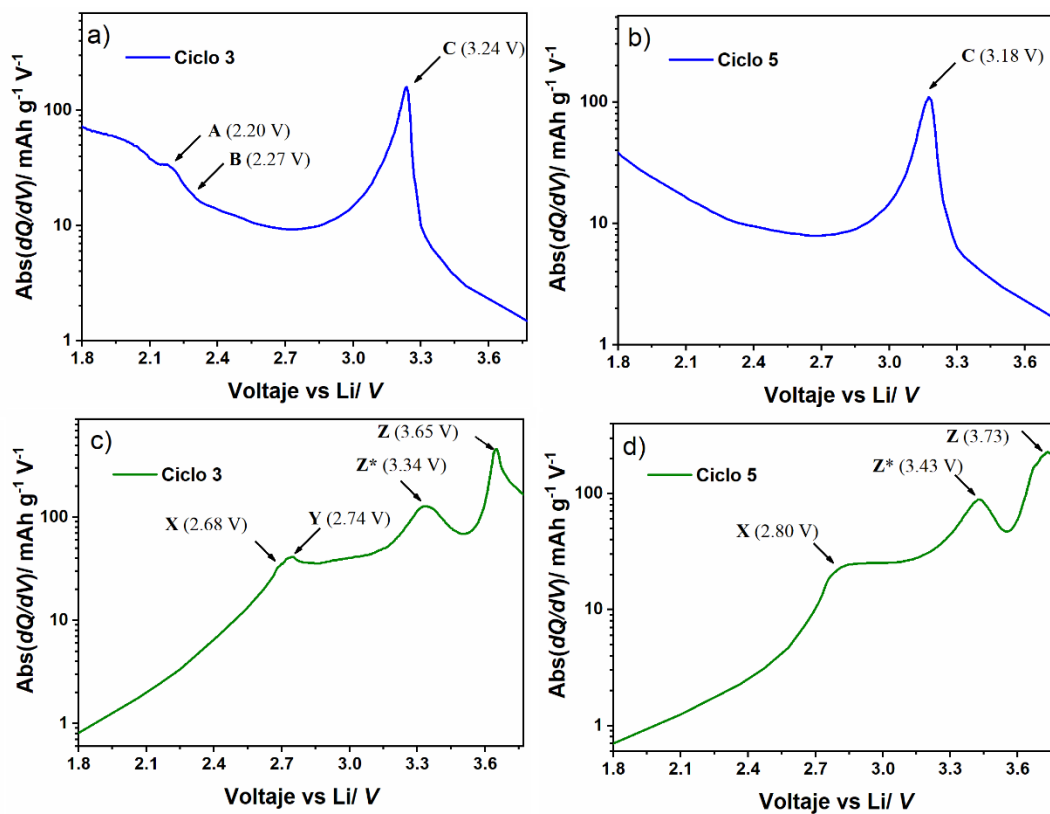 a)
Ciclo 3
C (3.24 V)
A (2.20 V)
B (2.27 V)
Abs(dQ/dV)/ mAh g⁻¹ V⁻¹
100
10
1
1.8 2.1 2.4 2.7 3.0 3.3 3.6
Voltaje vs Li/ V
b)
Ciclo 5
C (3.18 V)
Abs(dQ/dV)/ mAh g⁻¹ V⁻¹
100
10
1
1.8 2.1 2.4 2.7 3.0 3.3 3.6
Voltaje vs Li/ V
c)
Ciclo 3
Z (3.65 V)
Z* (3.34 V)
X (2.68 V)
Y (2.74 V)
Abs(dQ/dV)/ mAh g⁻¹ V⁻¹
100
10
1
1.8 2.1 2.4 2.7 3.0 3.3 3.6
Voltaje vs Li/ V
d)
Ciclo 5
Z (3.73)
Z* (3.43 V)
X (2.80 V)
Abs(dQ/dV)/ mAh g⁻¹ V⁻¹
100
10
1
1.8 2.1 2.4 2.7 3.0 3.3 3.6
Voltaje vs Li/ V